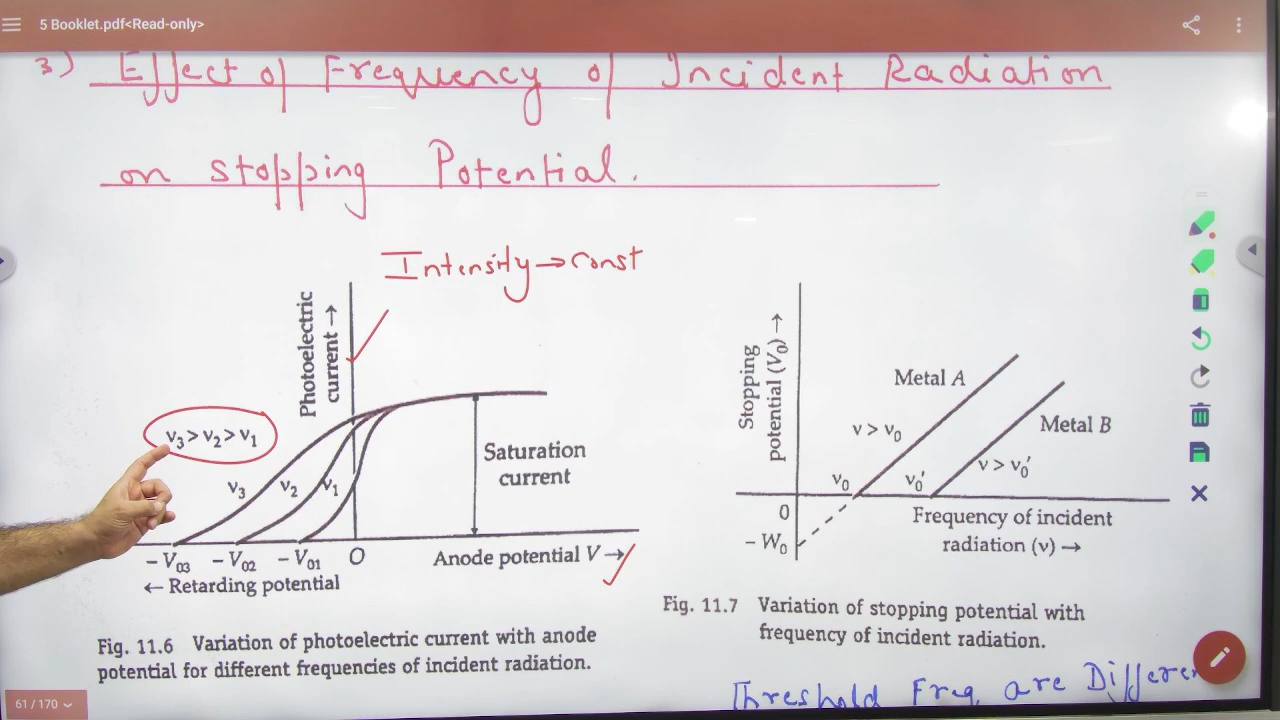 5 Booklet.pdf<Read-only>
3) Effect of Frequency of Incident Radiation
on stopping Potential.
Intensity → Const
Photoelectric
current →
ν3 > ν2 > ν1
ν3 ν2 ν1
Saturation
current
- V03 - V02 - V01 O Anode potential V →
← Retarding potential
Fig. 11.6 Variation of photoelectric current with anode
potential for different frequencies of incident radiation.
Stopping
potential (V0) →
Metal A
Metal B
ν > ν0
ν > ν0′
ν0 ν0′
0
- W0
Frequency of incident
radiation (ν) →
Fig. 11.7 Variation of stopping potential with
frequency of incident radiation.
Threshold Freq. are Differen
61 / 170